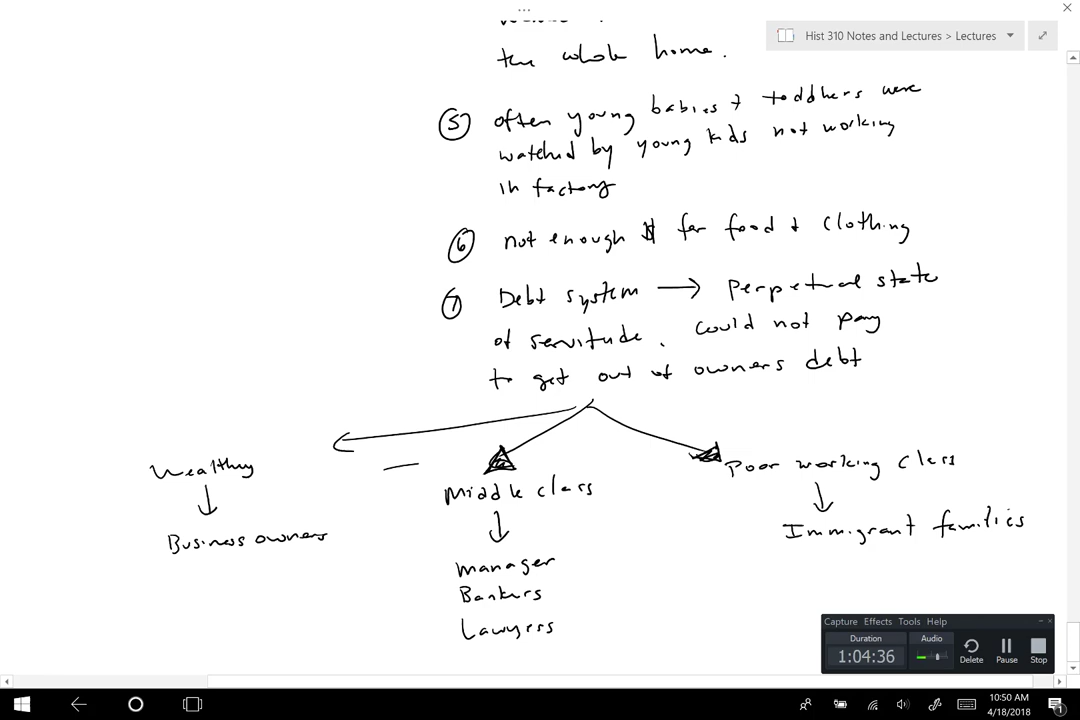 Hist 310 Notes and Lectures > Lectures
the whole home.
⑤ often young babies + toddlers were
watched by young kids not working
in factory
⑥ not enough $ for food + clothing
⑦ Debt system → perpetual state
of servitude. could not pay
to get out of owners debt
Wealthy
Middle class
Poor working class
Business owners
Immigrant families
manager
Bankers
Lawyers
Capture Effects Tools Help
Duration
Audio
1:04:36
Delete
Pause
Stop
10:50 AM
4/18/2018
1